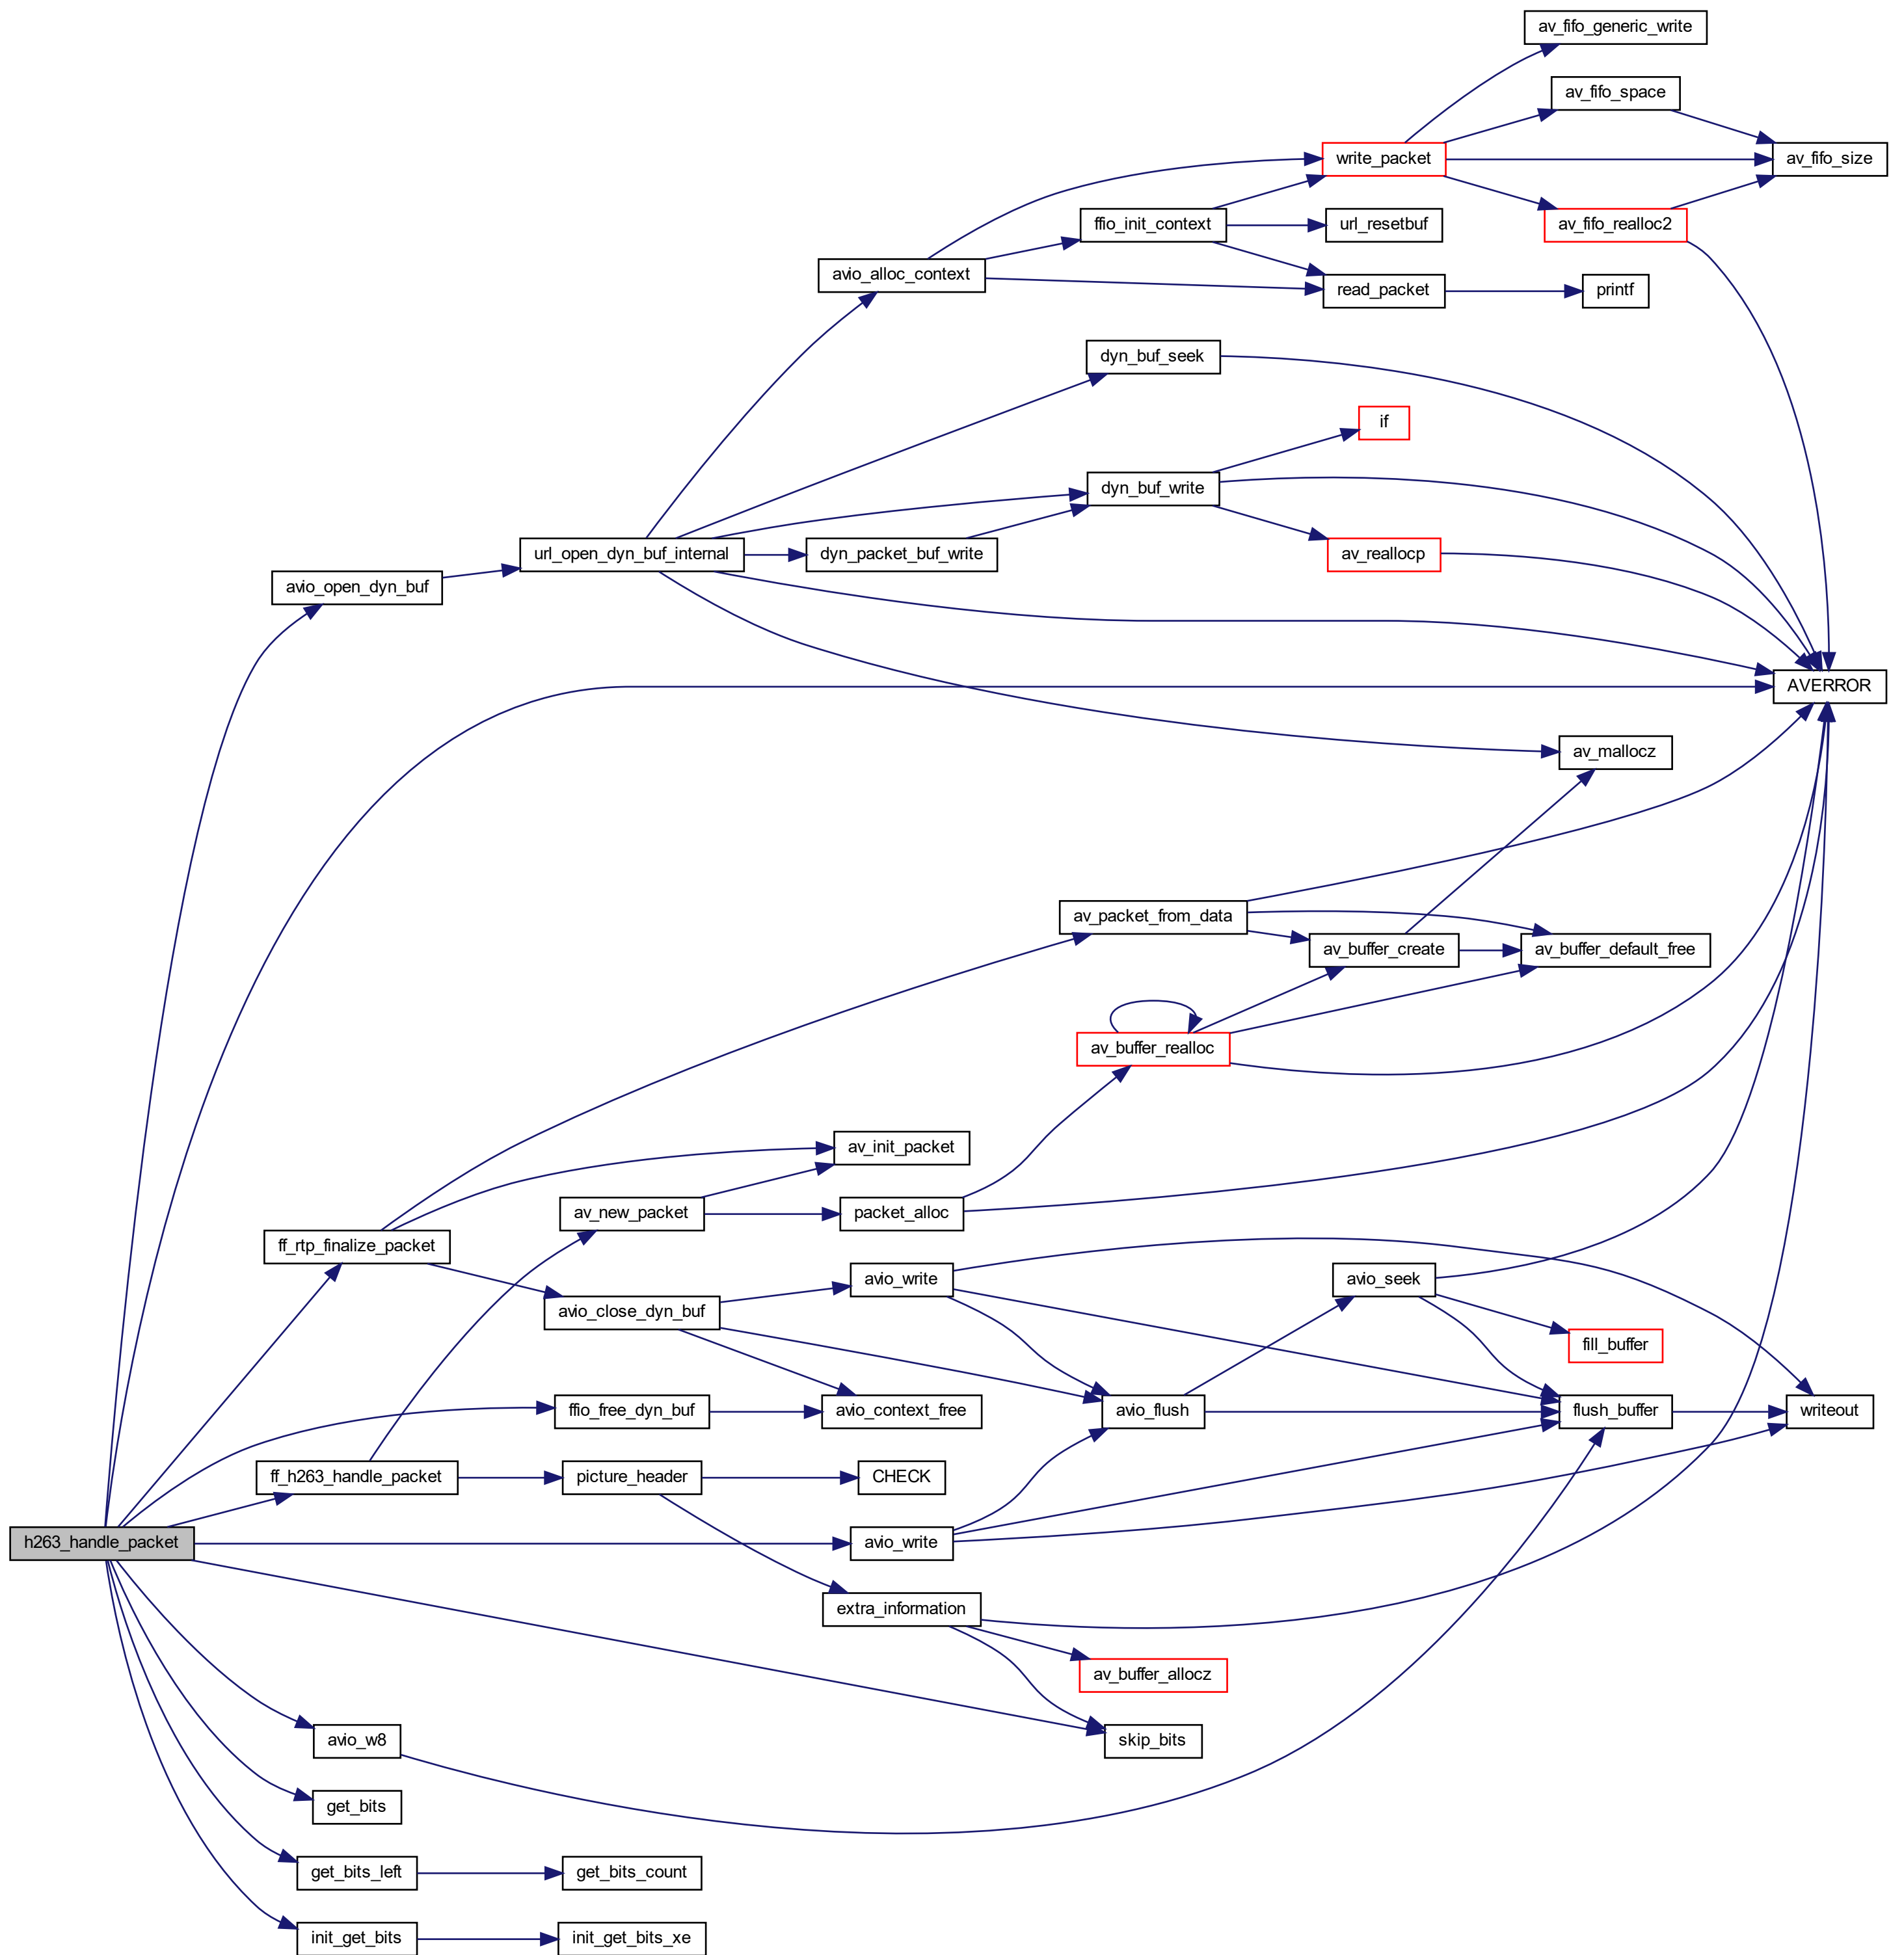 av_fifo_generic_write
av_fifo_space
write_packet
av_fifo_size
ffio_init_context
url_resetbuf
av_fifo_realloc2
avio_alloc_context
read_packet
printf
dyn_buf_seek
if
dyn_buf_write
url_open_dyn_buf_internal
dyn_packet_buf_write
av_reallocp
avio_open_dyn_buf
AVERROR
av_mallocz
av_packet_from_data
av_buffer_create
av_buffer_default_free
av_buffer_realloc
av_init_packet
av_new_packet
packet_alloc
ff_rtp_finalize_packet
avio_write
avio_seek
avio_close_dyn_buf
fill_buffer
ffio_free_dyn_buf
avio_context_free
avio_flush
flush_buffer
writeout
ff_h263_handle_packet
picture_header
CHECK
h263_handle_packet
avio_write
extra_information
av_buffer_allocz
avio_w8
skip_bits
get_bits
get_bits_left
get_bits_count
init_get_bits
init_get_bits_xe